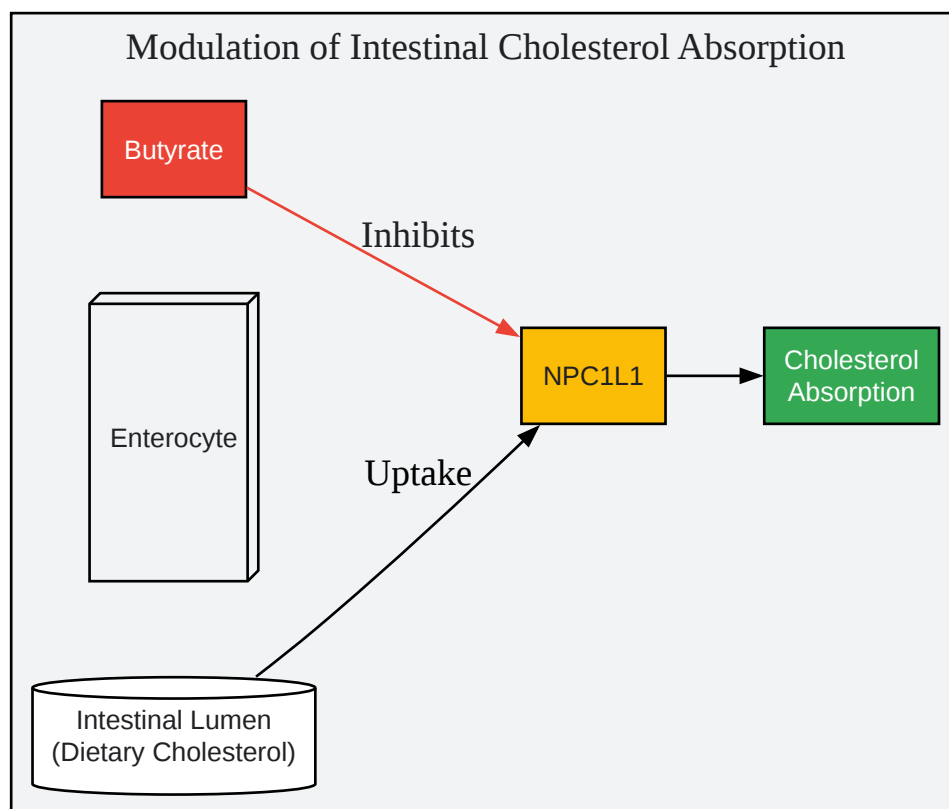 Modulation of Intestinal Cholesterol Absorption
Butyrate
Inhibits
NPC1L1
Cholesterol
Absorption
Enterocyte
Uptake
Intestinal Lumen
(Dietary Cholesterol)